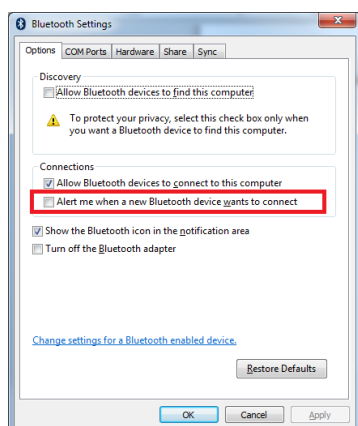 Bluetooth Settings
Options COM Ports Hardware Share Sync
Discovery
Allow Bluetooth devices to find this computer
To protect your privacy, select this check box only when
you want a Bluetooth device to find this computer.
Connections
Allow Bluetooth devices to connect to this computer
Alert me when a new Bluetooth device wants to connect
Show the Bluetooth icon in the notification area
Turn off the Bluetooth adapter
Change settings for a Bluetooth enabled device.
Restore Defaults
OK Cancel Apply